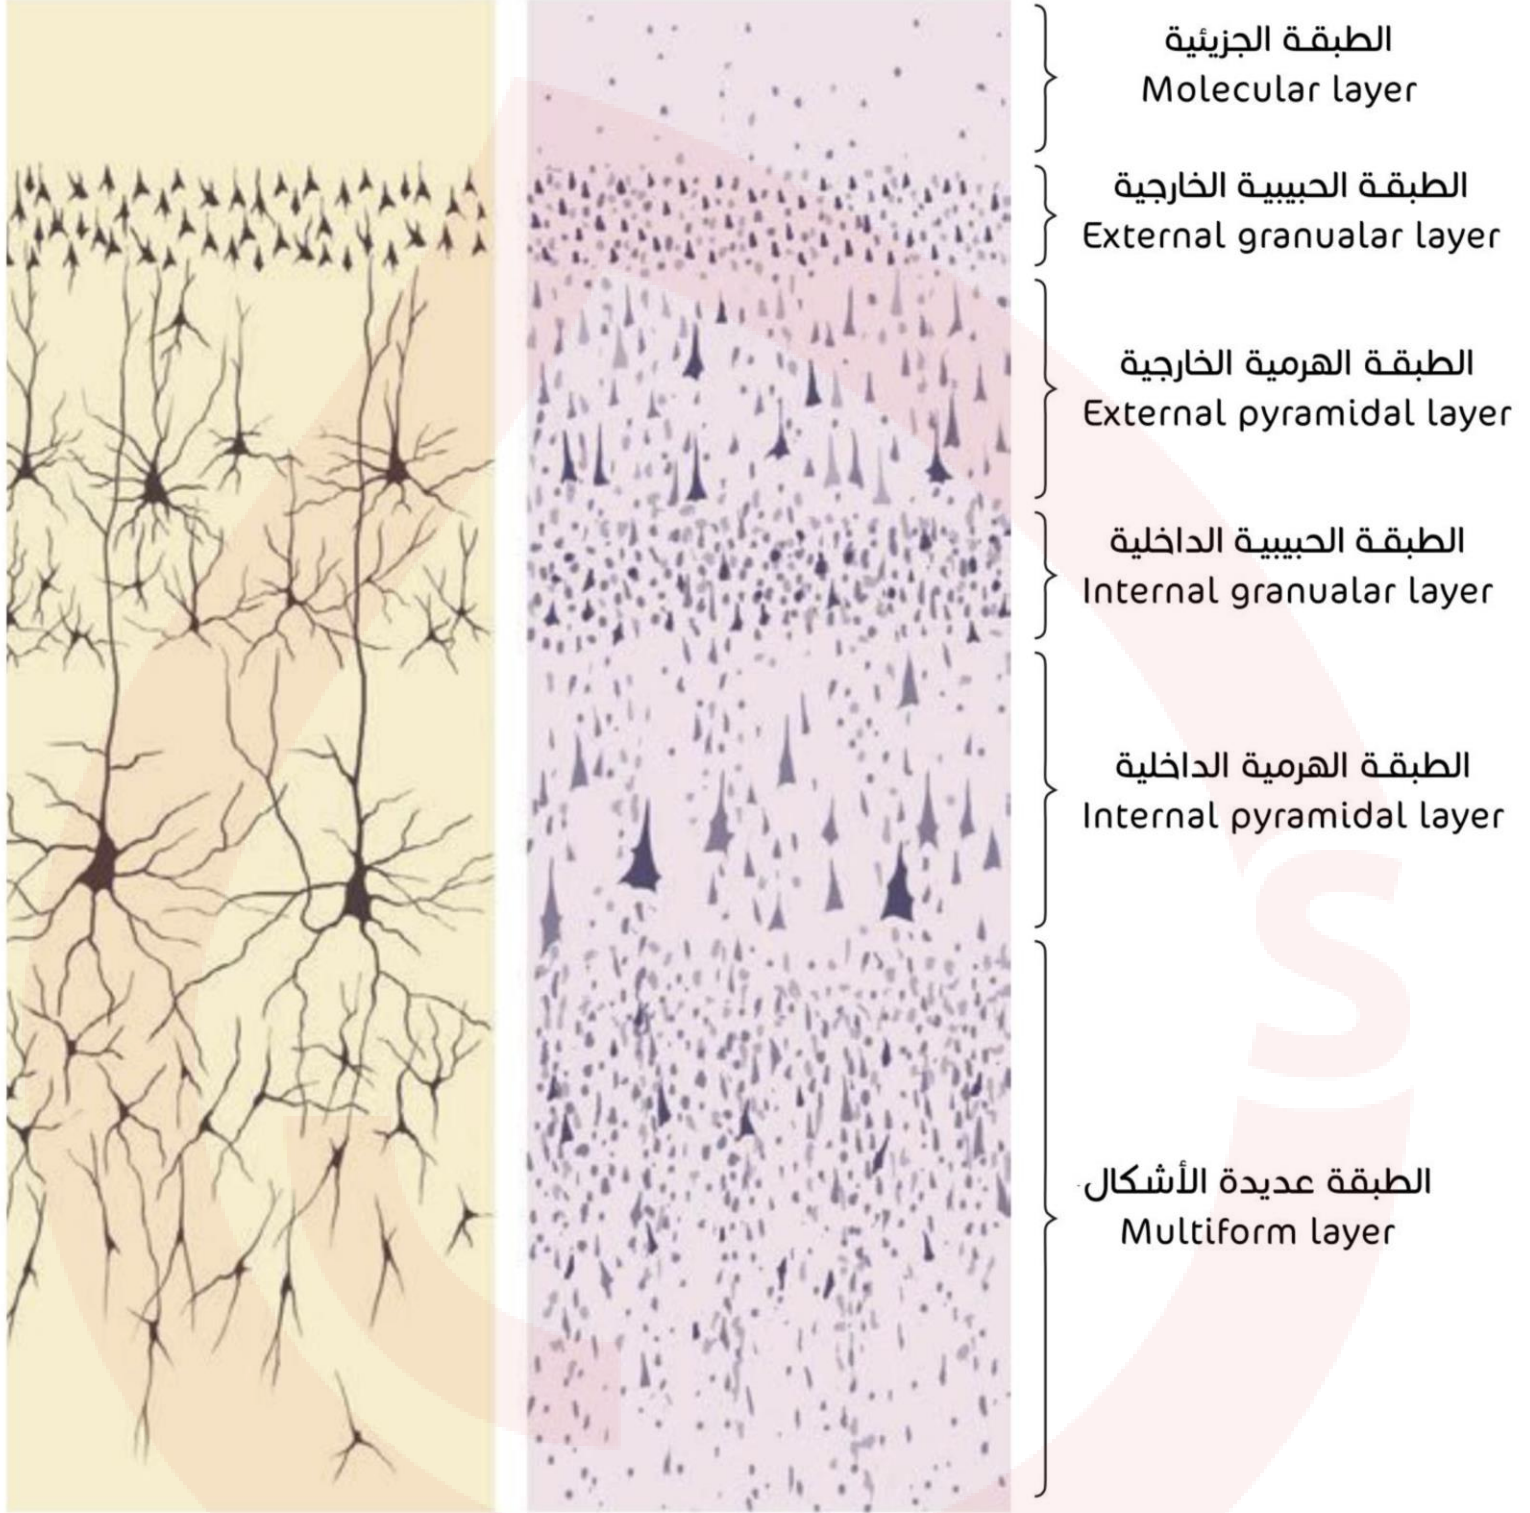 الطبقة الجزيئية
Molecular layer
الطبقة الحبيبية الخارجية
External granualar layer
الطبقة الهرمية الخارجية
External pyramidal layer
الطبقة الحبيبية الداخلية
Internal granualar layer
الطبقة الهرمية الداخلية
Internal pyramidal layer
الطبقة عديدة الأشكال
Multiform layer
S